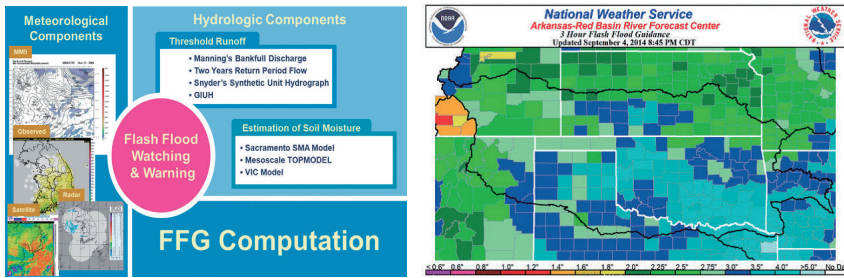 Meteorological
Components
MM5
Observed
Radar
Satellite
Hydrologic Components
Threshold Runoff
• Manning's Bankfull Discharge
• Two Years Return Period Flow
• Snyder's Synthetic Unit Hydrograph
• GIUH
Flash Flood
Watching
& Warning
Estimation of Soil Moisture
• Sacramento SMA Model
• Mesoscale TOPMODEL
• VIC Model
FFG Computation
NOAA
National Weather Service
Arkansas-Red Basin River Forecast Center
3 Hour Flash Flood Guidance
Updated September 4, 2014 8:45 PM CDT
< 0.6" 0.6" 0.8" 1.0" 1.2" 1.4" 1.6" 1.8" 2.0" 2.25" 2.5" 2.75" 3.0" 3.5" 4.0" >5.0" No Da